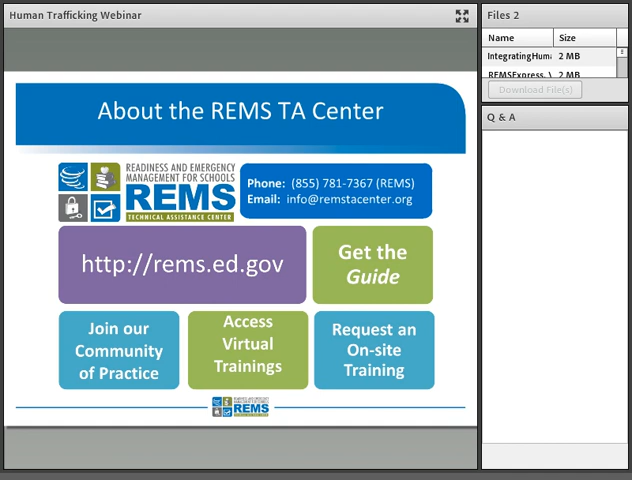 Human Trafficking Webinar
About the REMS TA Center
READINESS AND EMERGENCY
MANAGEMENT FOR SCHOOLS
REMS
TECHNICAL ASSISTANCE CENTER
Phone: (855) 781-7367 (REMS)
Email: info@remstacenter.org
http://rems.ed.gov
Get the
Guide
Join our
Community
of Practice
Access
Virtual
Trainings
Request an
On-site
Training
REMS
Files 2
Name Size
2 MB
2 MB
Download File(s)
Q & A